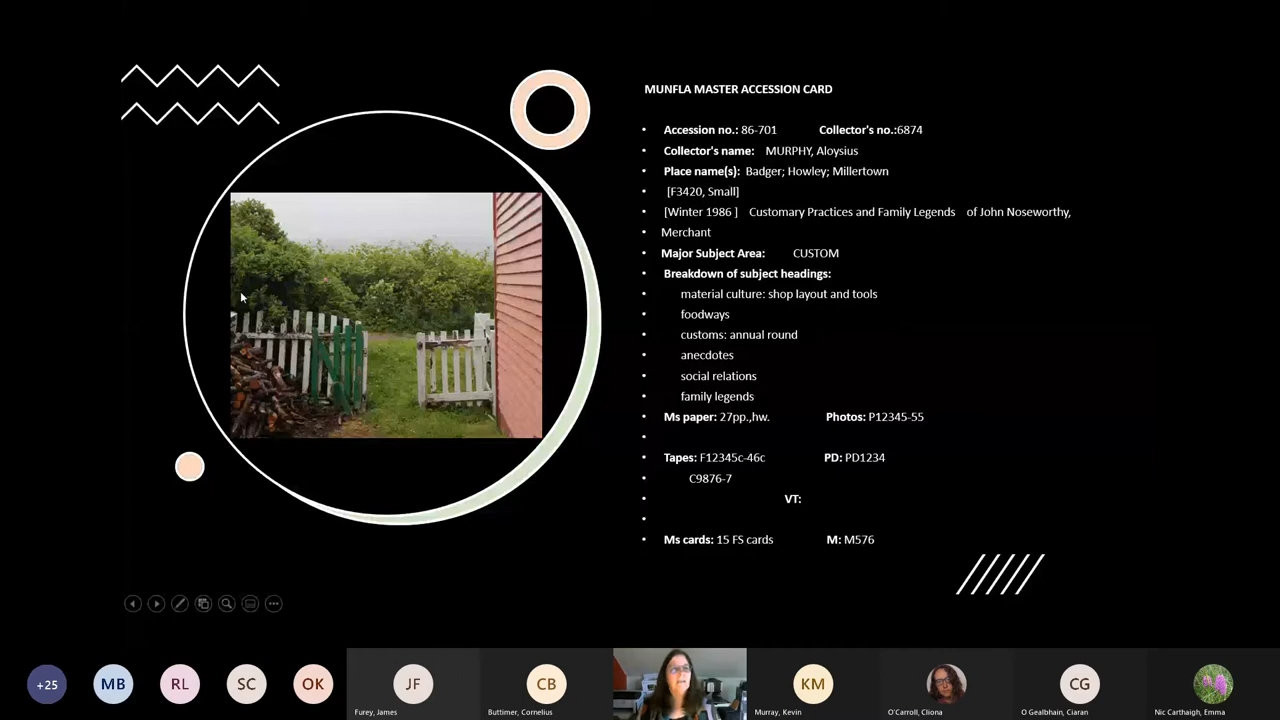 MUNFLA MASTER ACCESSION CARD
• Accession no.: 86-701 Collector's no.:6874
• Collector's name: MURPHY, Aloysius
• Place name(s): Badger; Howley; Millertown
• [F3420, Small]
• [Winter 1986 ] Customary Practices and Family Legends of John Noseworthy,
• Merchant
• Major Subject Area: CUSTOM
• Breakdown of subject headings:
• material culture: shop layout and tools
• foodways
• customs: annual round
• anecdotes
• social relations
• family legends
• Ms paper: 27pp.,hw. Photos: P12345-55
•
• Tapes: F12345c-46c PD: PD1234
• C9876-7
• VT:
•
• Ms cards: 15 FS cards M: M576
+25 MB RL SC OK JF CB KM CG
Furey, James Buttimer, Cornelius Murray, Kevin O'Carroll, Cliona O Gealbhain, Ciaran Nic Carthaigh, Emma